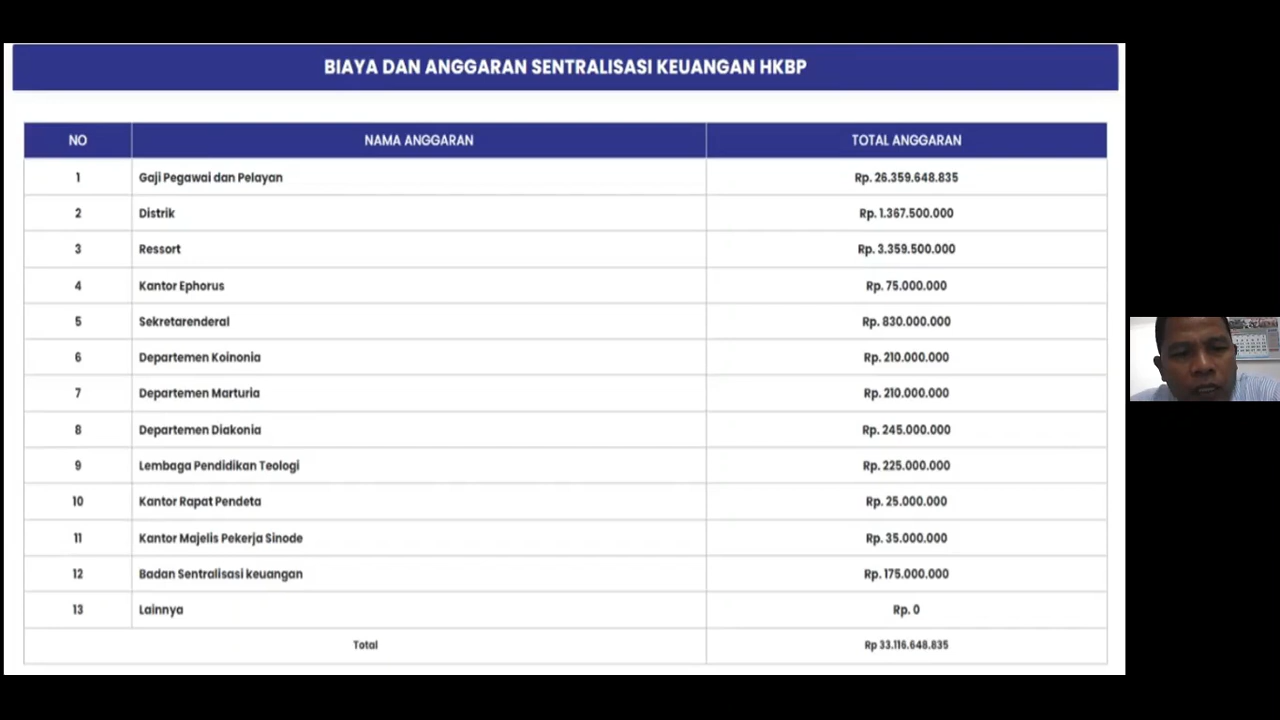 BIAYA DAN ANGGARAN SENTRALISASI KEUANGAN HKBP
NO NAMA ANGGARAN TOTAL ANGGARAN
1 Gaji Pegawai dan Pelayan Rp. 26.359.648.835
2 Distrik Rp. 1.367.500.000
3 Ressort Rp. 3.359.500.000
4 Kantor Ephorus Rp. 75.000.000
5 Sekretarenderal Rp. 830.000.000
6 Departemen Koinonia Rp. 210.000.000
7 Departemen Marturia Rp. 210.000.000
8 Departemen Diakonia Rp. 245.000.000
9 Lembaga Pendidikan Teologi Rp. 225.000.000
10 Kantor Rapat Pendeta Rp. 25.000.000
11 Kantor Majelis Pekerja Sinode Rp. 35.000.000
12 Badan Sentralisasi keuangan Rp. 175.000.000
13 Lainnya Rp. 0
Total Rp 33.116.648.835